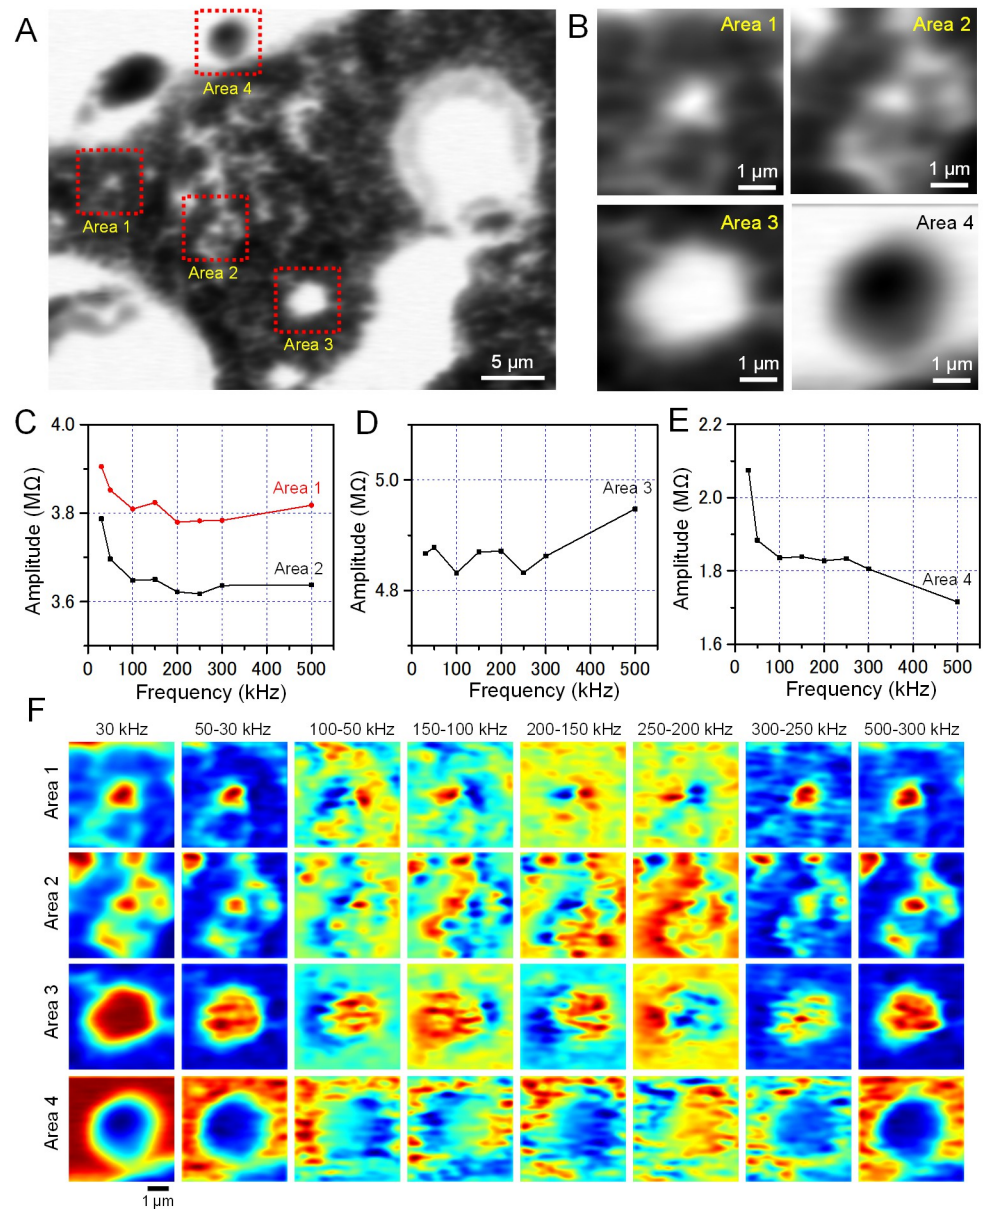 A
Area 4
Area 1
Area 2
Area 3
5 µm
B
Area 1
1 µm
Area 2
1 µm
Area 3
1 µm
Area 4
1 µm
C
Amplitude (MΩ)
4.0
3.8
3.6
Area 1
Area 2
0 100 200 300 400 500
Frequency (kHz)
D
Amplitude (MΩ)
5.0
4.8
Area 3
0 100 200 300 400 500
Frequency (kHz)
E
Amplitude (MΩ)
2.2
2.0
1.8
1.6
Area 4
0 100 200 300 400 500
Frequency (kHz)
F
30 kHz 50-30 kHz 100-50 kHz 150-100 kHz 200-150 kHz 250-200 kHz 300-250 kHz 500-300 kHz
Area 1
Area 2
Area 3
Area 4
1 µm